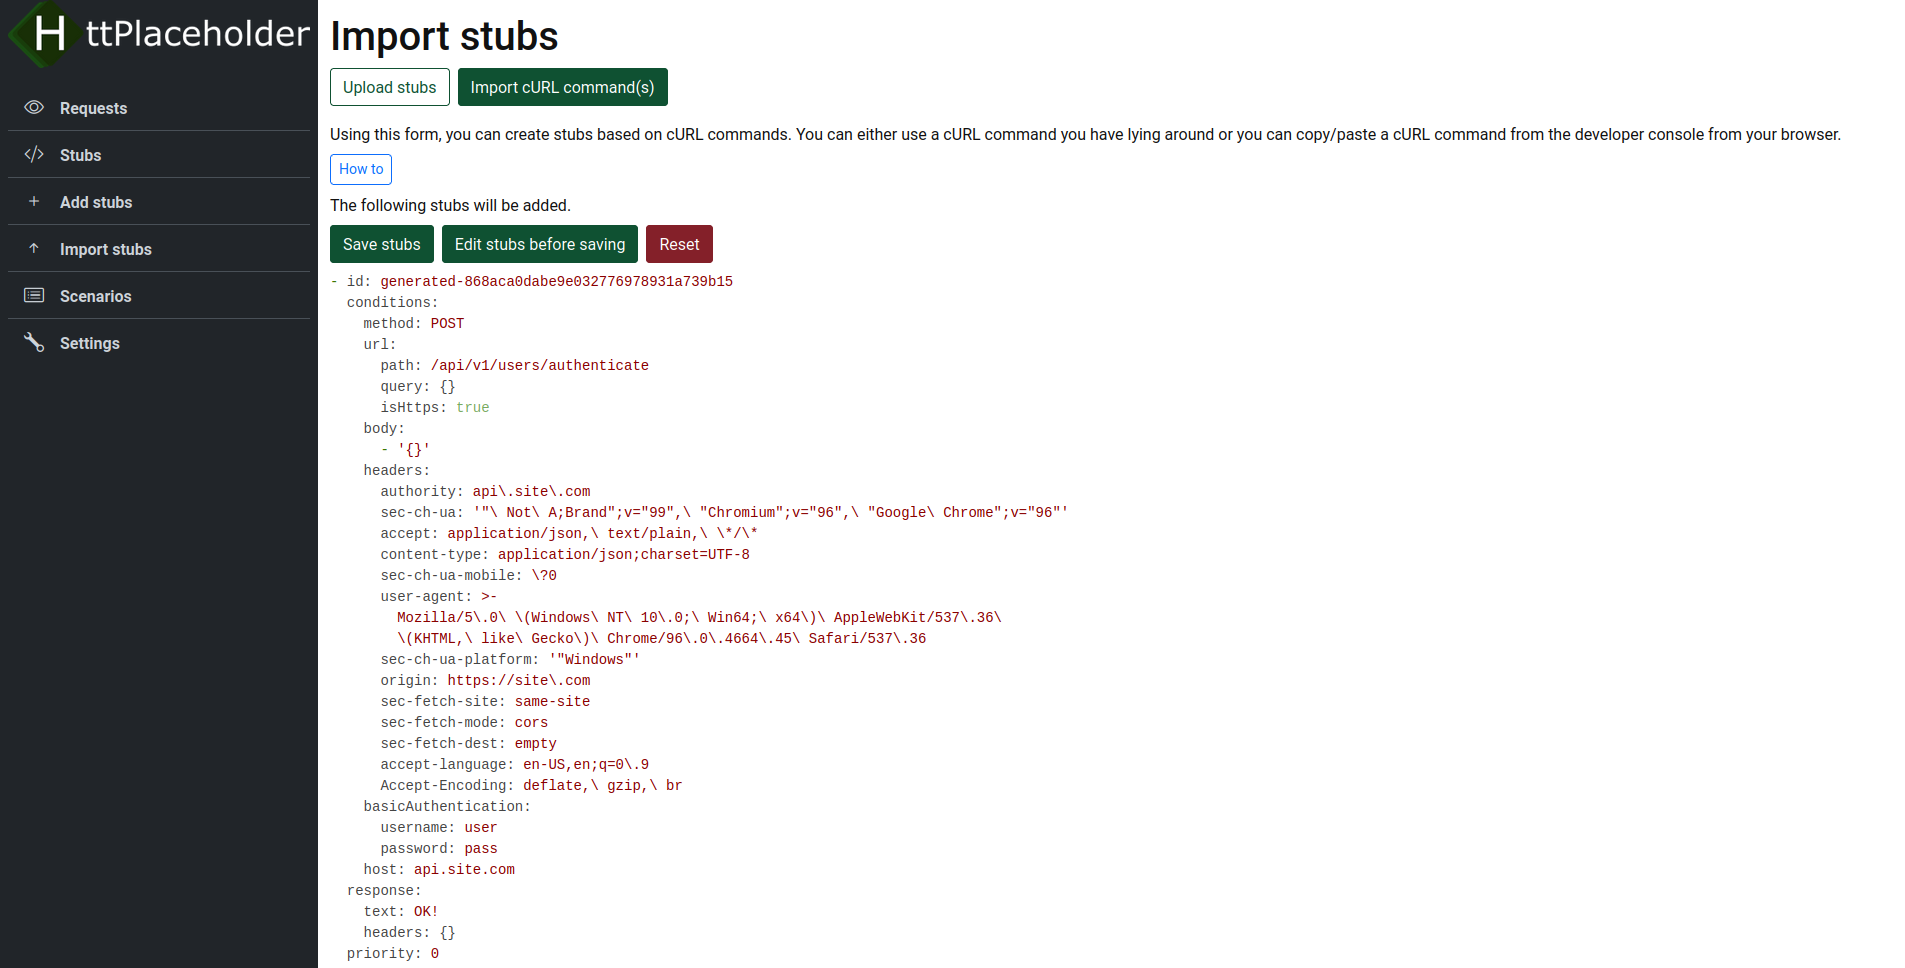 HttPlaceholder
Requests
Stubs
Add stubs
Import stubs
Scenarios
Settings
Import stubs
Upload stubs
Import cURL command(s)
Using this form, you can create stubs based on cURL commands. You can either use a cURL command you have lying around or you can copy/paste a cURL command from the developer console from your browser.
How to
The following stubs will be added.
Save stubs
Edit stubs before saving
Reset
- id: generated-868aca0dabe9e032776978931a739b15
  conditions:
    method: POST
    url:
      path: /api/v1/users/authenticate
      query: {}
      isHttps: true
    body:
      - '{}'
    headers:
      authority: api\.site\.com
      sec-ch-ua: '"\ Not\ A;Brand";v="99",\ "Chromium";v="96",\ "Google\ Chrome";v="96"'
      accept: application/json,\ text/plain,\ \*/\*
      content-type: application/json;charset=UTF-8
      sec-ch-ua-mobile: \?0
      user-agent: >-
        Mozilla/5\.0\ \(Windows\ NT\ 10\.0;\ Win64;\ x64\)\ AppleWebKit/537\.36\
        \(KHTML,\ like\ Gecko\)\ Chrome/96\.0\.4664\.45\ Safari/537\.36
      sec-ch-ua-platform: '"Windows"'
      origin: https://site\.com
      sec-fetch-site: same-site
      sec-fetch-mode: cors
      sec-fetch-dest: empty
      accept-language: en-US,en;q=0\.9
      Accept-Encoding: deflate,\ gzip,\ br
    basicAuthentication:
      username: user
      password: pass
    host: api.site.com
  response:
    text: OK!
    headers: {}
  priority: 0